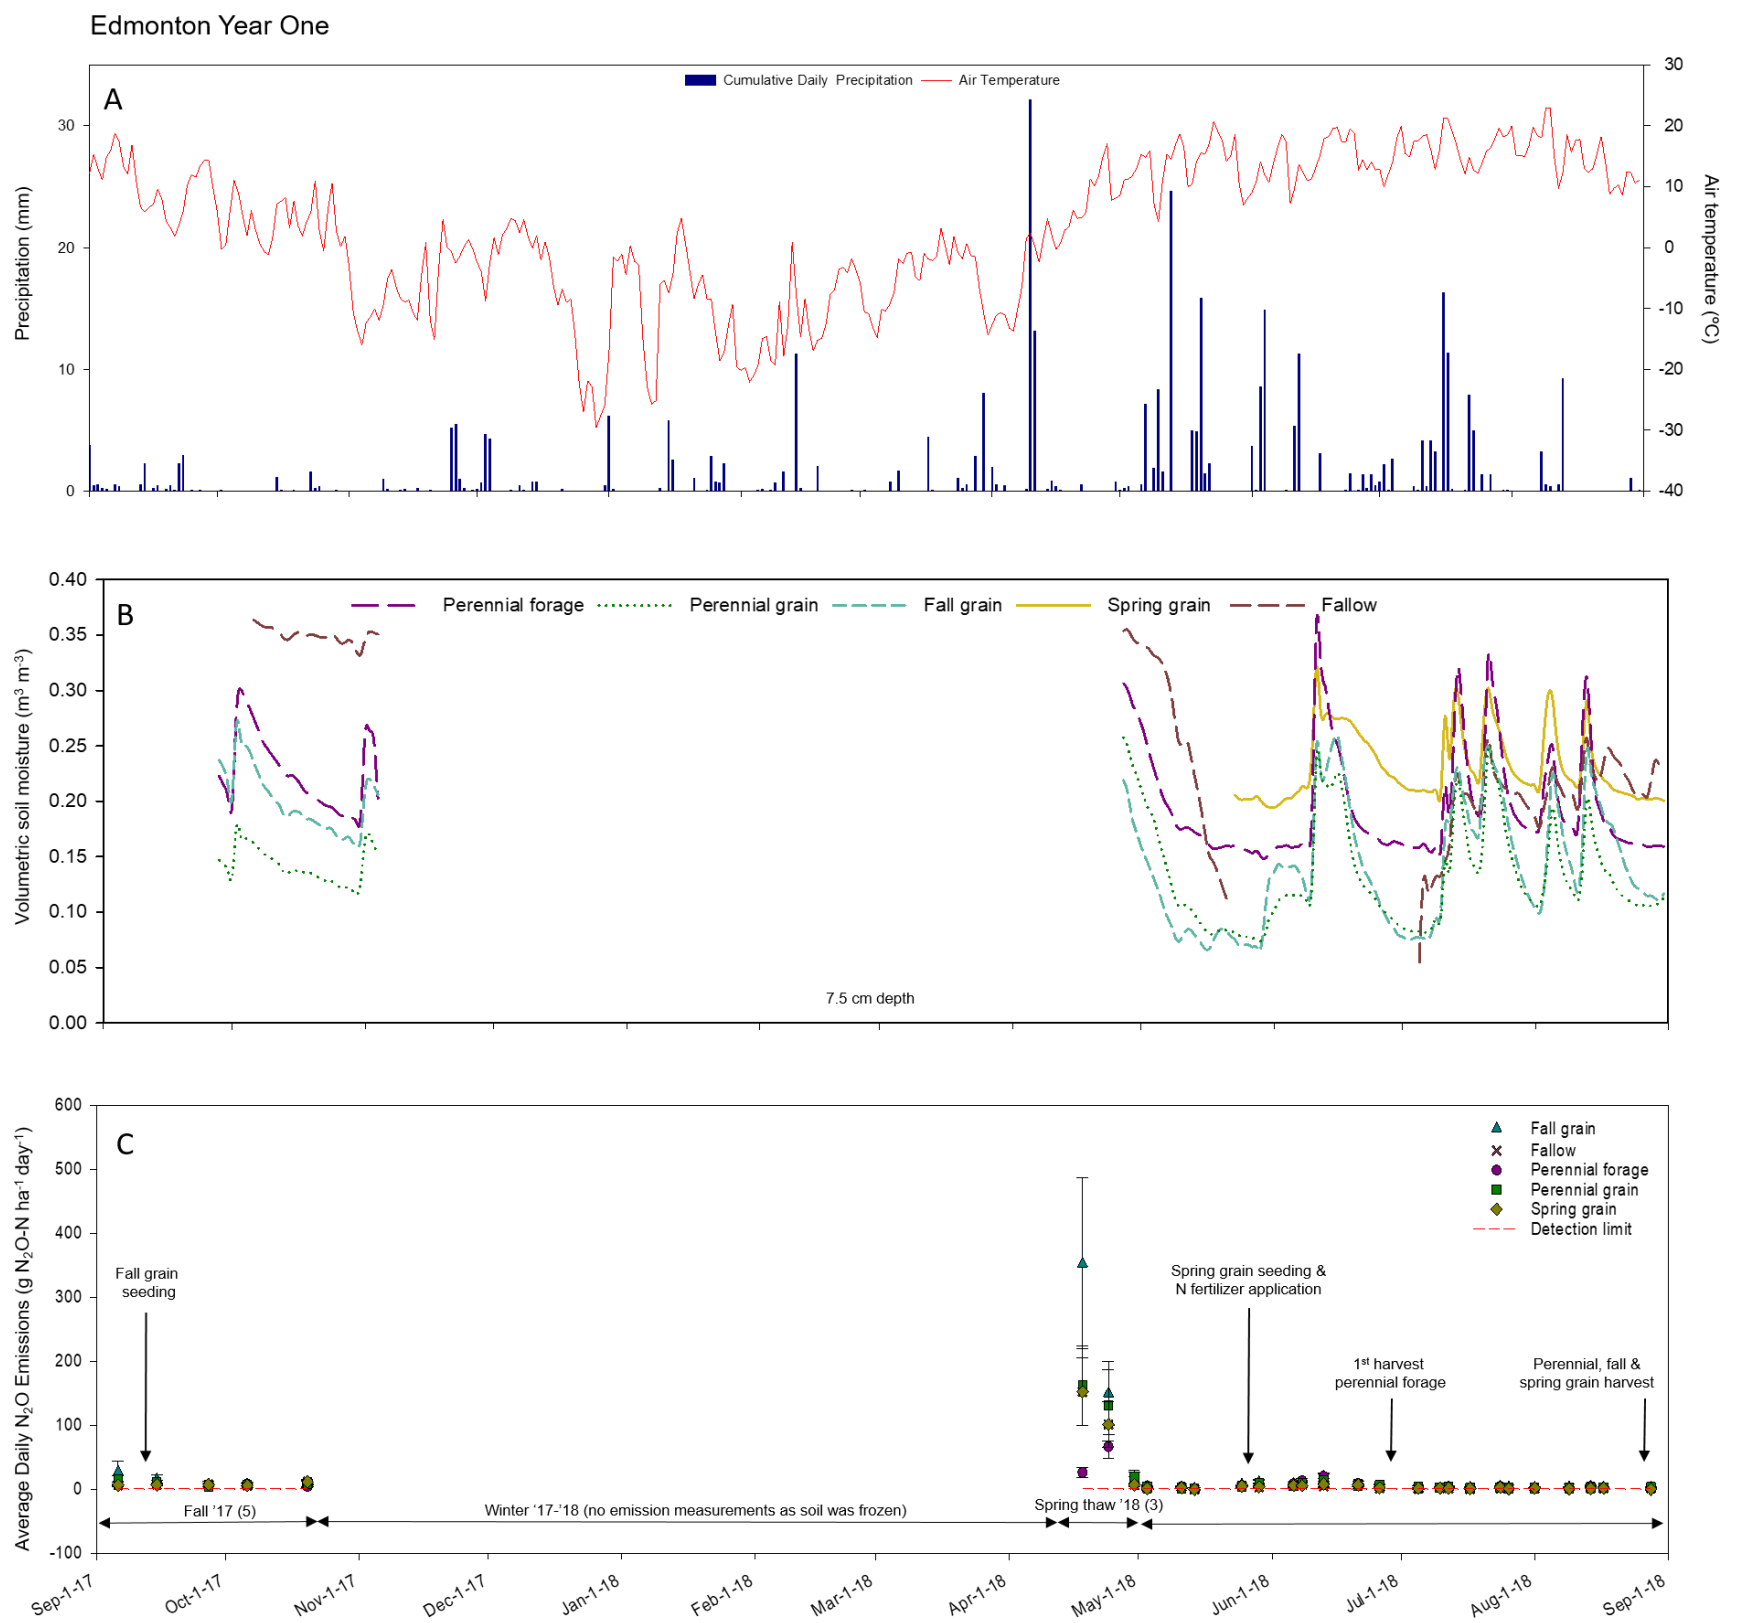 Edmonton Year One
A
Cumulative Daily Precipitation
Air Temperature
Precipitation (mm)
30
20
10
0
Air temperature (°C)
30
20
10
0
-10
-20
-30
-40
B
Perennial forage
Perennial grain
Fall grain
Spring grain
Fallow
Volumetric soil moisture (m³ m⁻³)
0.40
0.35
0.30
0.25
0.20
0.15
0.10
0.05
0.00
7.5 cm depth
C
Fall grain
Fallow
Perennial forage
Perennial grain
Spring grain
Detection limit
Average Daily N₂O Emissions (g N₂O-N ha⁻¹ day⁻¹)
600
500
400
300
200
100
0
-100
Fall grain
seeding
Spring grain seeding &
N fertilizer application
1st harvest
perennial forage
Perennial, fall &
spring grain harvest
Fall '17 (5)
Winter '17-'18 (no emission measurements as soil was frozen)
Spring thaw '18 (3)
Sep-1-17
Oct-1-17
Nov-1-17
Dec-1-17
Jan-1-18
Feb-1-18
Mar-1-18
Apr-1-18
May-1-18
Jun-1-18
Jul-1-18
Aug-1-18
Sep-1-18